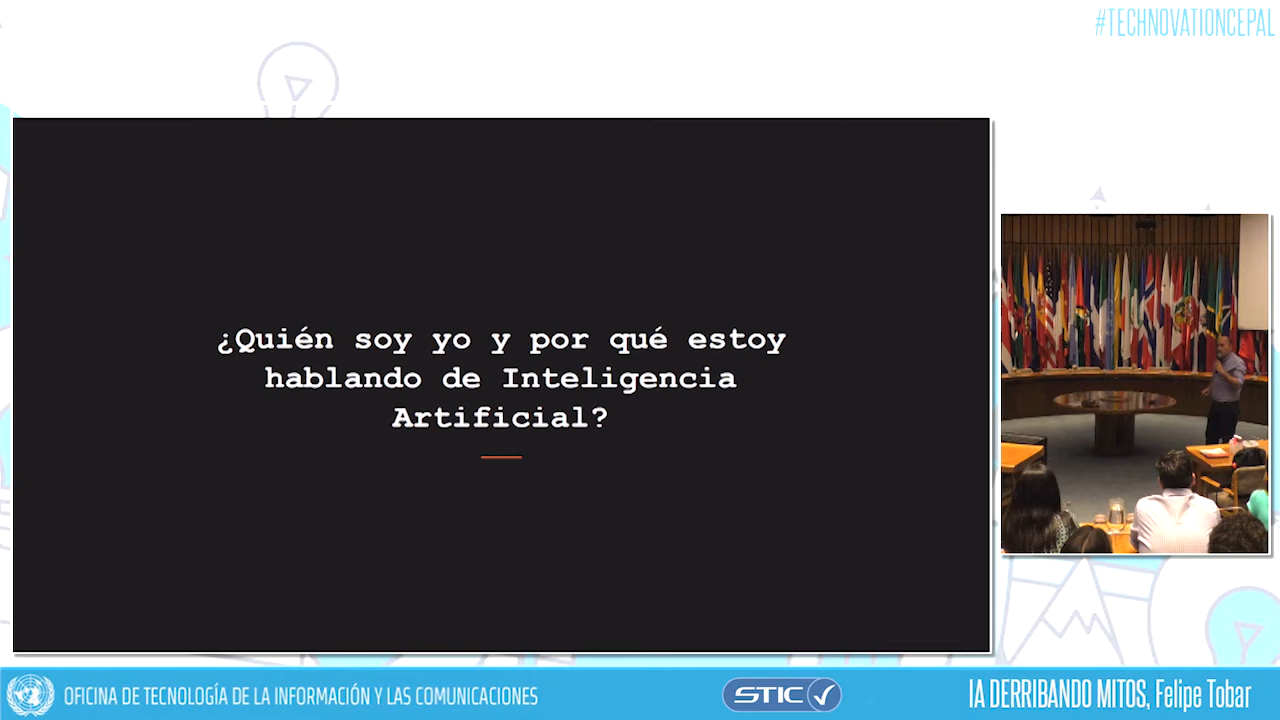 #TECHNOVATIONCEPAL
¿Quién soy yo y por qué estoy
hablando de Inteligencia
Artificial?
OFICINA DE TECNOLOGÍA DE LA INFORMACIÓN Y LAS COMUNICACIONES
STIC
IA DERRIBANDO MITOS, Felipe Tobar